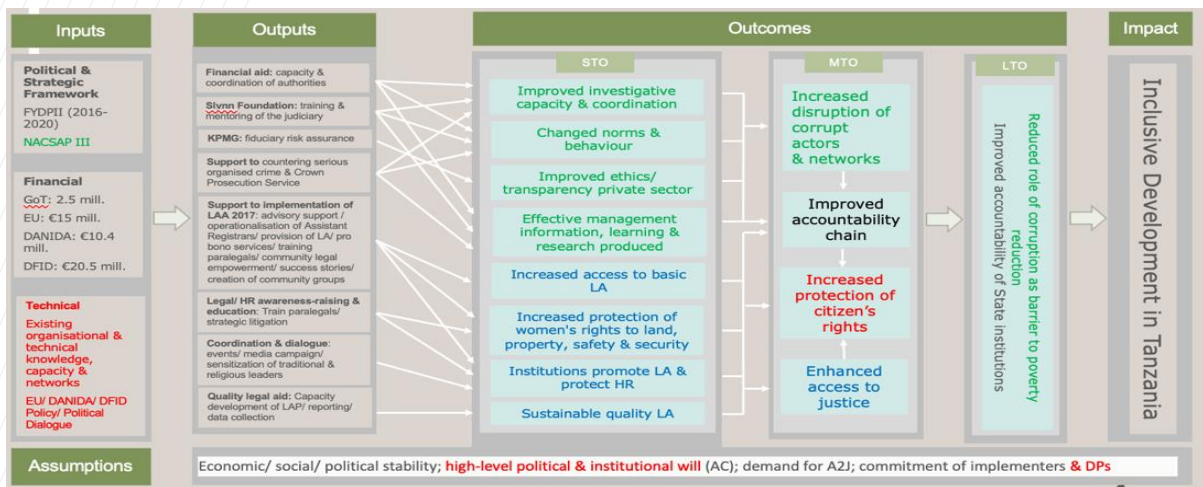 Inputs
Political &
Strategic
Framework
FYDPII (2016-
2020)
NACSAP III
Financial
GoT: 2.5 mill.
EU: €15 mill.
DANIDA: €10.4
mill.
DFID: €20.5 mill.
Technical
Existing
organisational &
technical
knowledge,
capacity &
networks
EU/ DANIDA/ DFID
Policy/ Political
Dialogue
Outputs
Financial aid: capacity &
coordination of authorities
Slvnn Foundation: training &
mentoring of the judiciary
KPMG: fiduciary risk assurance
Support to countering serious
organised crime & Crown
Prosecution Service
Support to implementation of
LAA 2017: advisory support /
operationalisation of Assistant
Registrars/ provision of LA/ pro
bono services/ training
paralegals/ community legal
empowerment/ success stories/
creation of community groups
Legal/ HR awareness-raising &
education: Train paralegals/
strategic litigation
Coordination & dialogue:
events/ media campaign/
sensitization of traditional &
religious leaders
Quality legal aid: Capacity
development of LAP/ reporting/
data collection
Outcomes
STO
Improved investigative
capacity & coordination
Changed norms &
behaviour
Improved ethics/
transparency private sector
Effective management
information, learning &
research produced
Increased access to basic
LA
Increased protection of
women's rights to land,
property, safety & security
Institutions promote LA &
protect HR
Sustainable quality LA
MTO
Increased
disruption of
corrupt
actors
& networks
Improved
accountability
chain
Increased
protection of
citizen's
rights
Enhanced
access to
justice
LTO
Reduced role of corruption as barrier to poverty
reduction
Improved accountability of State institutions
Impact
Inclusive Development in Tanzania
Assumptions
Economic/ social/ political stability; high-level political & institutional will (AC); demand for A2J; commitment of implementers & DPs